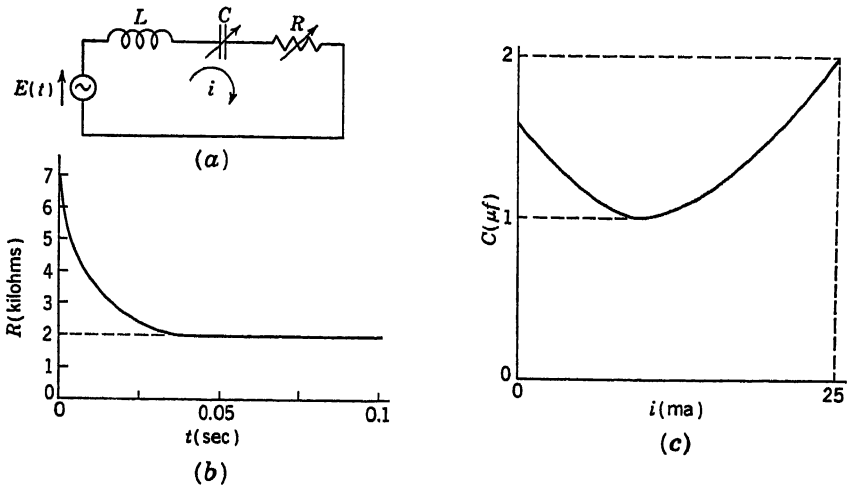 L
C
R
E(t)
i
(a)
7
6
5
4
3
2
1
0
R(kilohms)
0
0.05
0.1
t(sec)
(b)
2
1
0
C(μf)
0
25
i(ma)
(c)